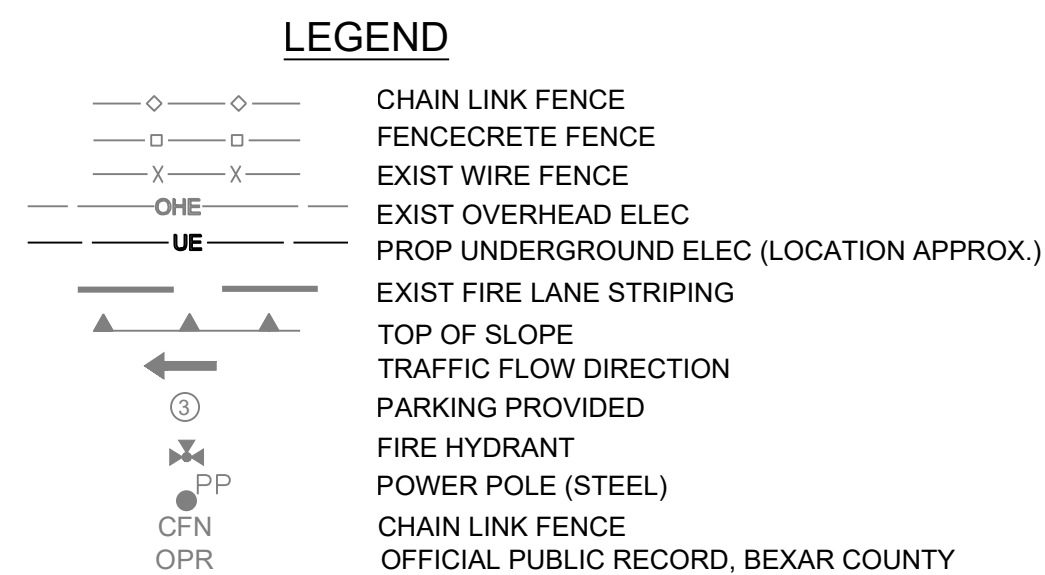 LEGEND
CHAIN LINK FENCE
FENCECRETE FENCE
X X EXIST WIRE FENCE
OHE EXIST OVERHEAD ELEC
UE PROP UNDERGROUND ELEC (LOCATION APPROX.)
EXIST FIRE LANE STRIPING
TOP OF SLOPE
TRAFFIC FLOW DIRECTION
3 PARKING PROVIDED
FIRE HYDRANT
PP POWER POLE (STEEL)
CFN CHAIN LINK FENCE
OPR OFFICIAL PUBLIC RECORD, BEXAR COUNTY